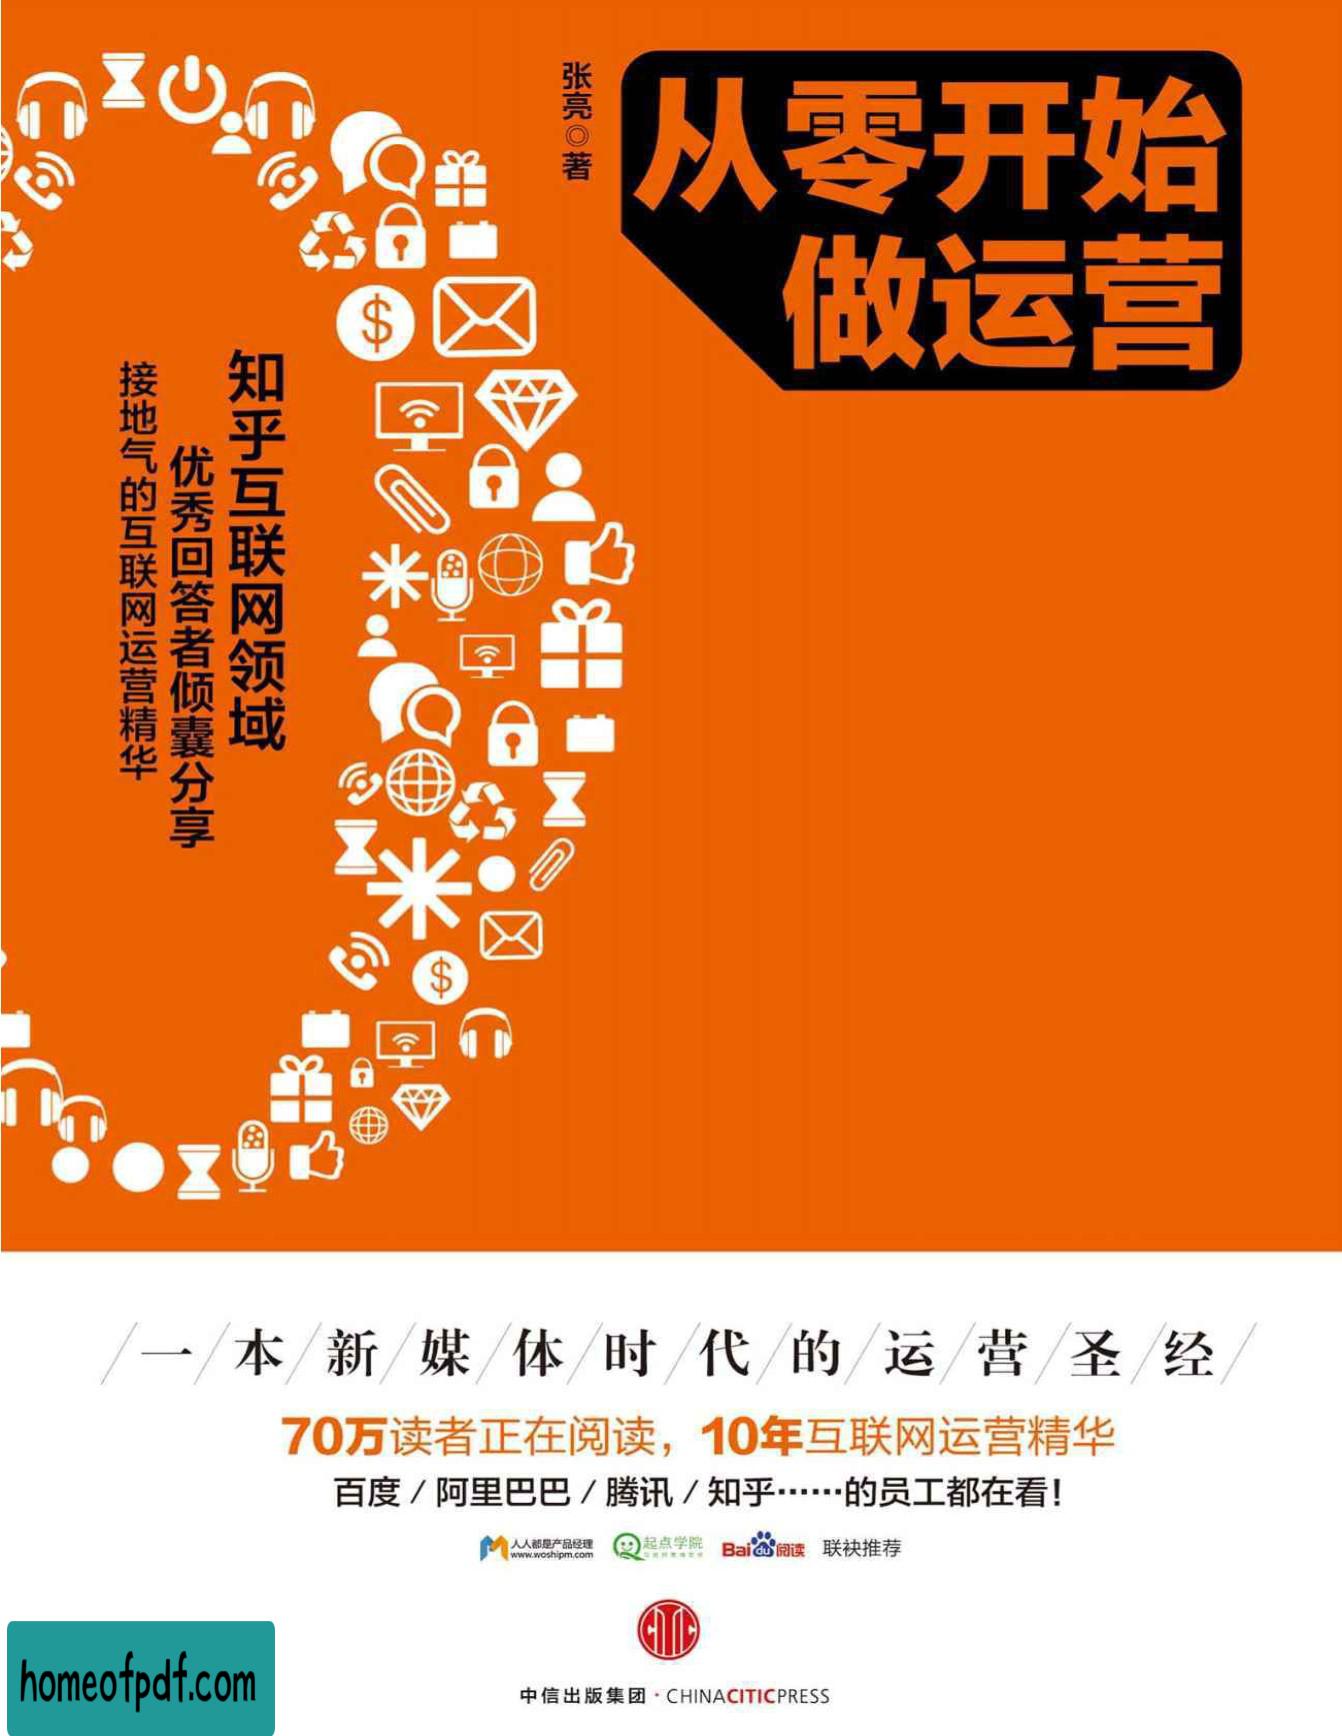 从零开始
做运营
张亮◎著
知乎互联网领域
优秀回答者倾囊分享
接地气的互联网运营精华
一/本/新/媒/体/时/代/的/运/营/圣/经
70万读者正在阅读，10年互联网运营精华
百度/阿里巴巴/腾讯/知乎……的员工都在看！
人人都是产品经理
www.woshipm.com
起点学院
Baidu阅读
联袂推荐
中信出版集团·CHINACITICPRESS
homeofpdf.com